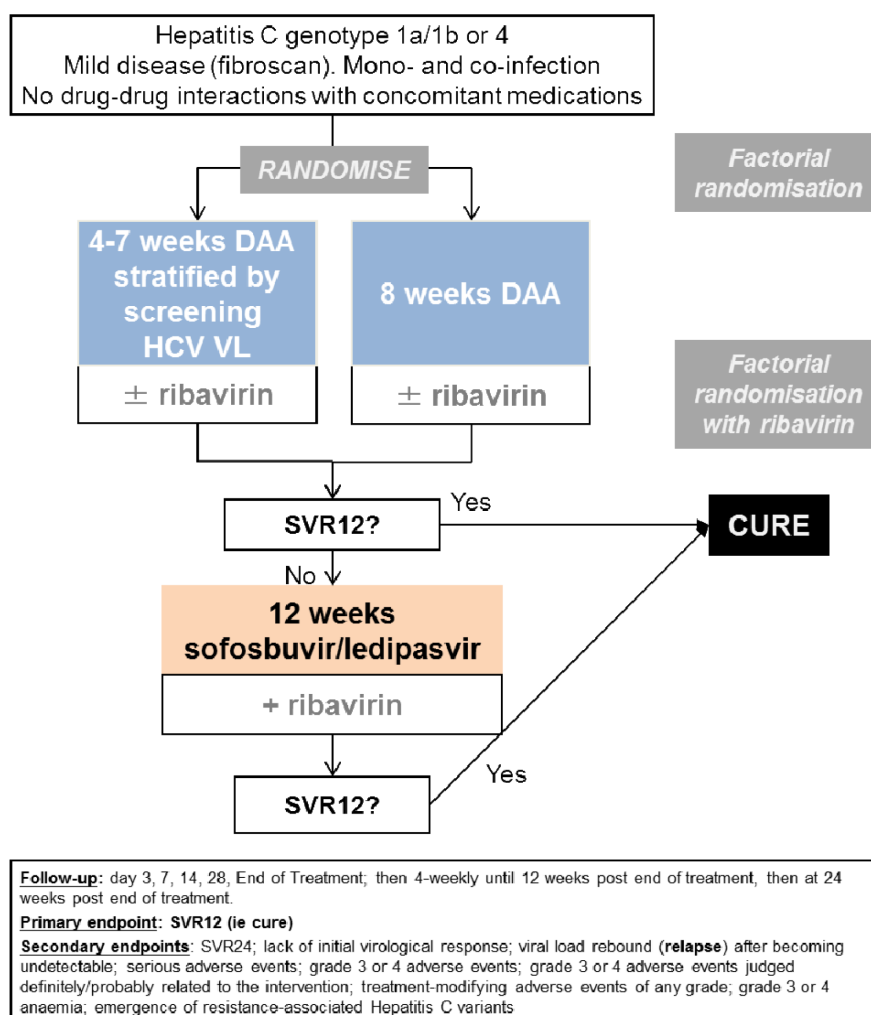 Hepatitis C genotype 1a/1b or 4
Mild disease (fibroscan). Mono- and co-infection
No drug-drug interactions with concomitant medications
RANDOMISE
Factorial
randomisation
4-7 weeks DAA
stratified by
screening
HCV VL
8 weeks DAA
± ribavirin
± ribavirin
Factorial
randomisation
with ribavirin
SVR12?
Yes
CURE
No
12 weeks
sofosbuvir/ledipasvir
+ ribavirin
SVR12?
Yes
Follow-up: day 3, 7, 14, 28, End of Treatment; then 4-weekly until 12 weeks post end of treatment, then at 24
weeks post end of treatment.
Primary endpoint: SVR12 (ie cure)
Secondary endpoints: SVR24; lack of initial virological response; viral load rebound (relapse) after becoming
undetectable; serious adverse events; grade 3 or 4 adverse events; grade 3 or 4 adverse events judged
definitely/probably related to the intervention; treatment-modifying adverse events of any grade; grade 3 or 4
anaemia; emergence of resistance-associated Hepatitis C variants